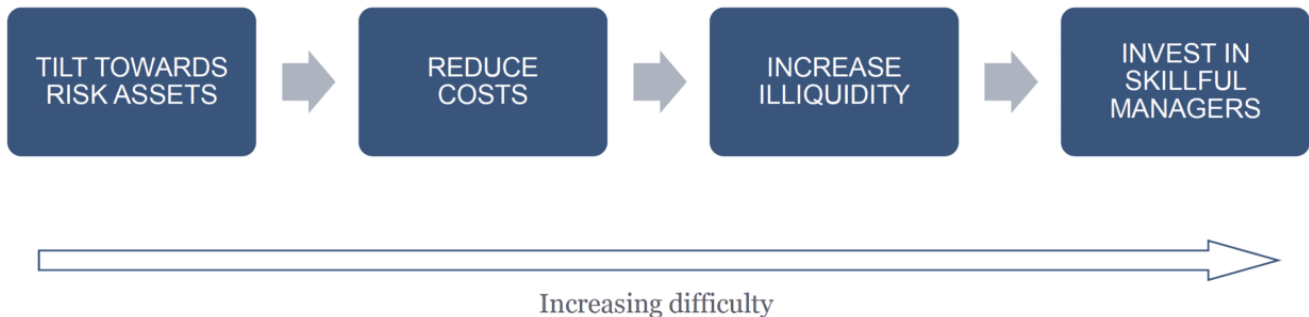 TILT TOWARDS
RISK ASSETS
REDUCE
COSTS
INCREASE
ILLIQUIDITY
INVEST IN
SKILLFUL
MANAGERS
Increasing difficulty